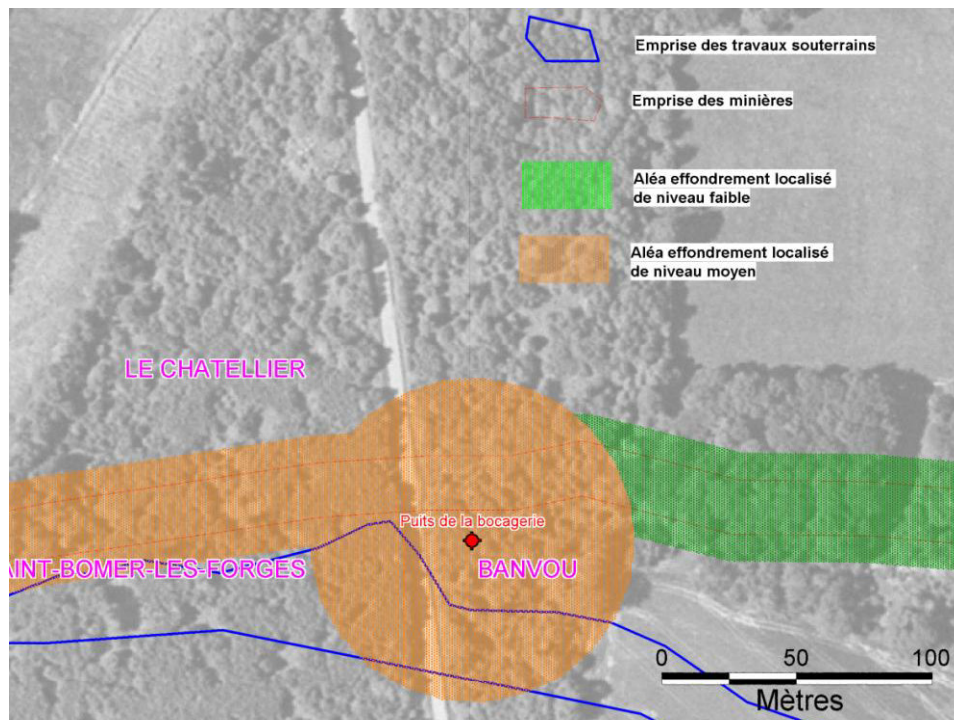 Emprise des travaux souterrains
Emprise des minières
Aléa effondrement localisé
de niveau faible
Aléa effondrement localisé
de niveau moyen
LE CHATELLIER
Puits de la bocagerie
AINT-BOMER-LES-FORGES
BANVOU
0 50 100
Mètres